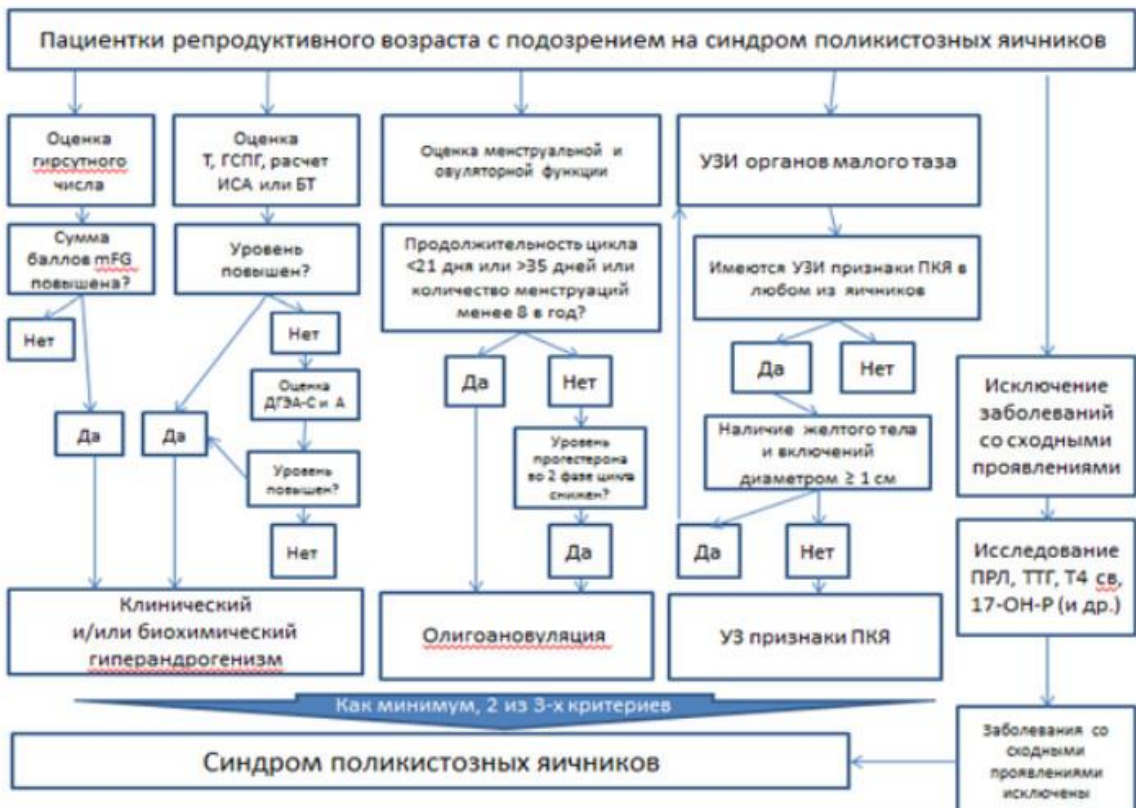 Пациентки репродуктивного возраста с подозрением на синдром поликистозных яичников
Оценка
гирсутного
числа
Оценка
Т, ГСПГ, расчет
ИСА или БТ
Оценка менструальной и
овуляторной функции
УЗИ органов малого таза
Сумма
баллов mFG
повышена?
Уровень
повышен?
Продолжительность цикла
<21 дня или >35 дней или
количество менструаций
менее 8 в год?
Имеются УЗИ признаки ПКЯ в
любом из яичников
Нет
Нет
Да
Нет
Да
Нет
Оценка
ДГЭА-С и А
Да
Да
Уровень
повышен?
Нет
Уровень
прогестерона
во 2 фазе цикла
снижен?
Да
Наличие желтого тела
и включений
диаметром ≥ 1 см
Да
Нет
Исключение
заболеваний
со сходными
проявлениями
Исследование
ПРЛ, ТТГ, Т4 св,
17-ОН-Р (и др.)
Клинический
и/или биохимический
гиперандрогенизм
Олигоановуляция
УЗ признаки ПКЯ
Как минимум, 2 из 3-х критериев
Синдром поликистозных яичников
Заболевания со
сходными
проявлениями
исключены